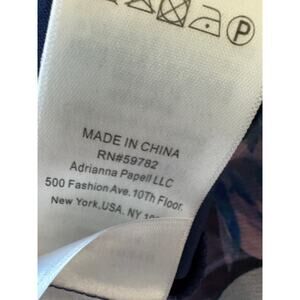 P
MADE IN CHINA
RN#59782
Adrianna Papell LLC
500 Fashion Ave. 10Th Floor.
New York.USA. NY